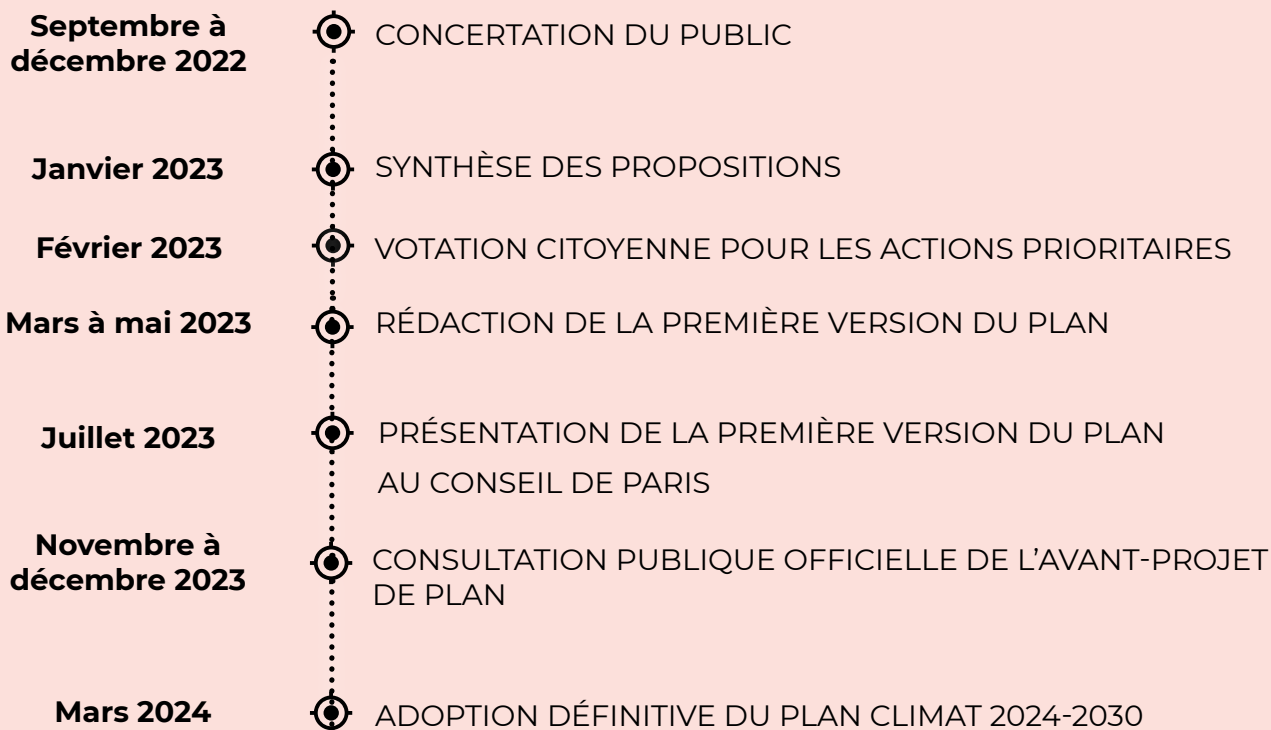 Septembre à
décembre 2022
CONCERTATION DU PUBLIC
Janvier 2023
SYNTHÈSE DES PROPOSITIONS
Février 2023
VOTATION CITOYENNE POUR LES ACTIONS PRIORITAIRES
Mars à mai 2023
RÉDACTION DE LA PREMIÈRE VERSION DU PLAN
Juillet 2023
PRÉSENTATION DE LA PREMIÈRE VERSION DU PLAN
AU CONSEIL DE PARIS
Novembre à
décembre 2023
CONSULTATION PUBLIQUE OFFICIELLE DE L’AVANT-PROJET
DE PLAN
Mars 2024
ADOPTION DÉFINITIVE DU PLAN CLIMAT 2024-2030